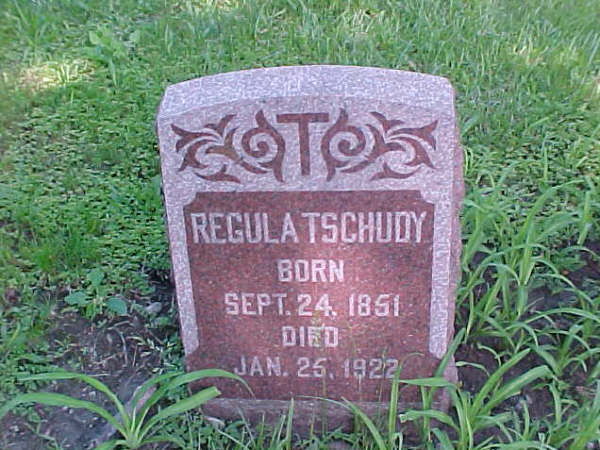 T
REGULA TSCHUDY
BORN
SEPT. 24, 1851
DIED
JAN. 25, 1922